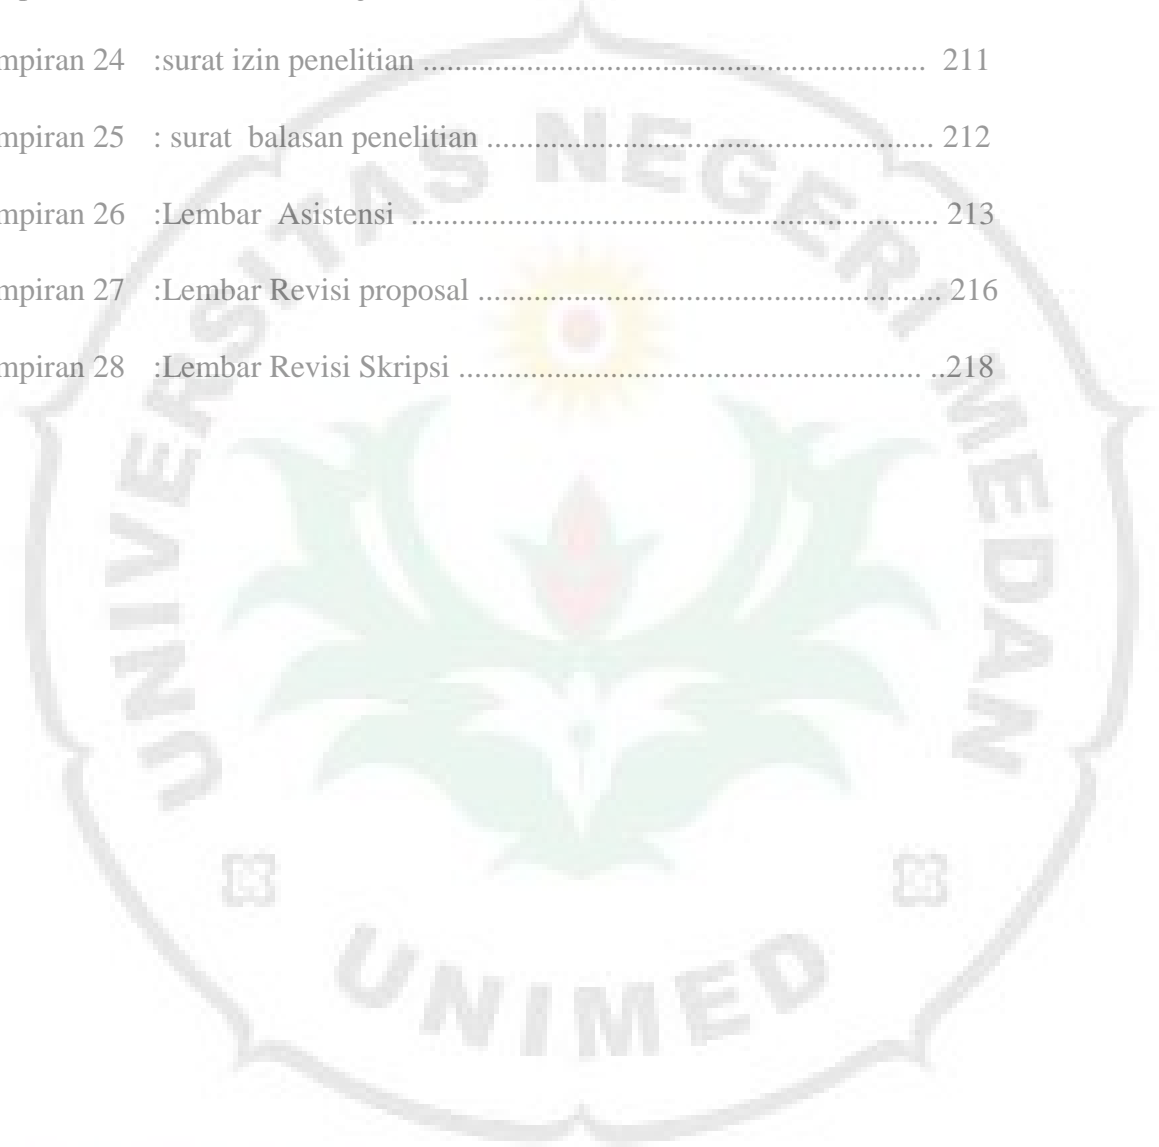 mpiran 24 :surat izin penelitian ............................................................... 211
mpiran 25 : surat balasan penelitian ........................................................ 212
mpiran 26 :Lembar Asistensi .................................................................. 213
mpiran 27 :Lembar Revisi proposal .......................................................... 216
mpiran 28 :Lembar Revisi Skripsi .......................................................... ..218
UNIVERSITAS NEGERI MEDAN
UNIMED